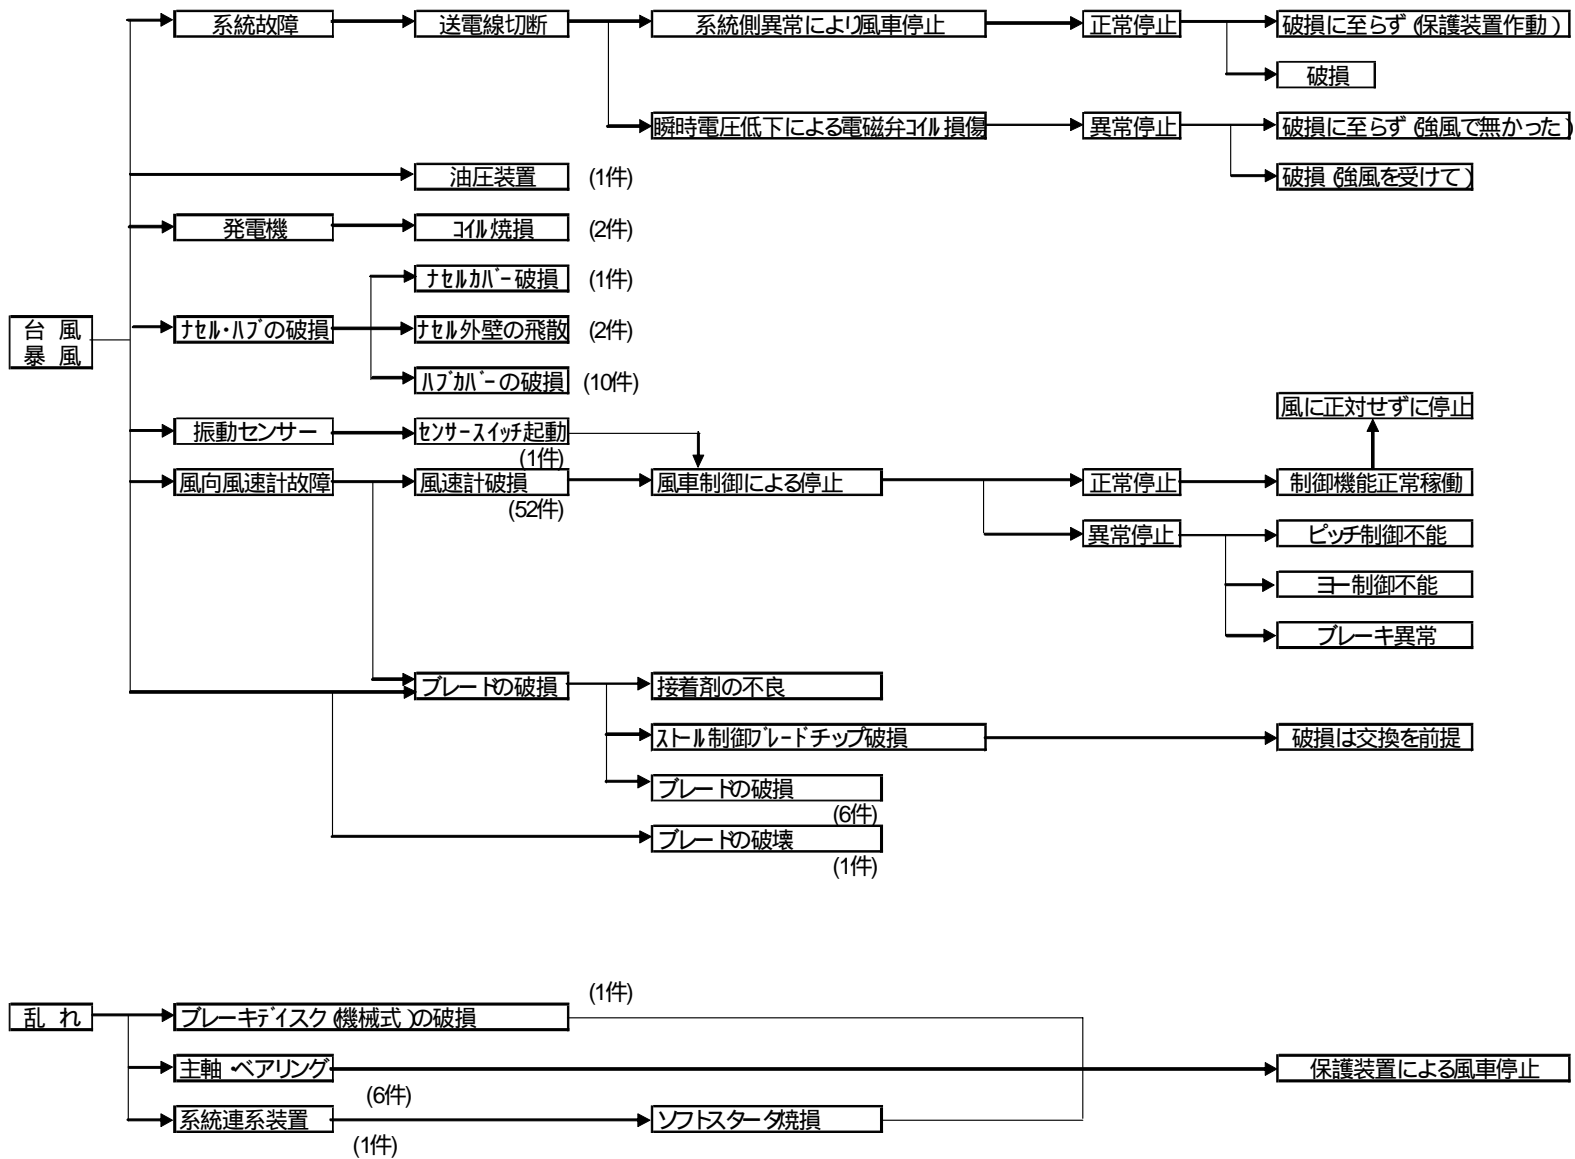 系統故障
送電線切断
系統側異常により風車停止
正常停止
破損に至らず(保護装置作動)
破損
瞬時電圧低下による電磁弁コイル損傷
異常停止
破損に至らず(強風で無かった)
油圧装置
(1件)
破損(強風を受けて)
発電機
コイル焼損
(2件)
ナセルカバー破損
(1件)
台 風
暴 風
ナセル・ハブの破損
ナセル外壁の飛散
(2件)
ハブカバーの破損
(10件)
風に正対せずに停止
振動センサー
センサースイッチ起動
(1件)
風向風速計故障
風速計破損
(52件)
風車制御による停止
正常停止
制御機能正常稼働
異常停止
ピッチ制御不能
ヨー制御不能
ブレーキ異常
ブレードの破損
接着剤の不良
ストール制御ブレードチップ破損
破損は交換を前提
ブレードの破損
(6件)
ブレードの破壊
(1件)
乱 れ
ブレーキディスク(機械式)の破損
(1件)
主軸・ベアリング
(6件)
保護装置による風車停止
系統連系装置
(1件)
ソフトスタータ焼損